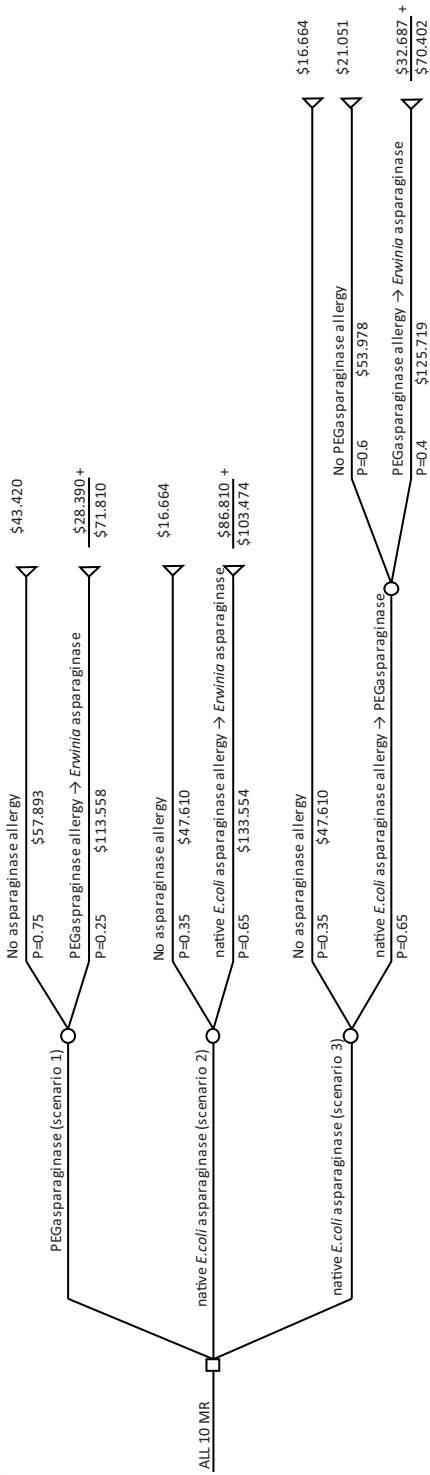 ALL 10 MR
PEGasparaginase (scenario 1)
No asparaginase allergy
P=0.75 $57.893
$43.420
PEGaspraginase allergy → Erwinia asparaginase
P=0.25 $113.558
$28.390 +
$71.810
native E.coli asparaginase (scenario 2)
No asparaginase allergy
P=0.35 $47.610
$16.664
native E.coli asparaginase allergy → Erwinia asparaginase
P=0.65 $133.554
$86.810 +
$103.474
native E.coli asparaginase (scenario 3)
No asparaginase allergy
P=0.35 $47.610
$16.664
native E.coli asparaginase allergy → PEGasparaginase
P=0.65
No PEGasparaginase allergy
P=0.6 $53.978
$21.051
PEGasparaginase allergy → Erwinia asparaginase
P=0.4 $125.719
$32.687 +
$70.402